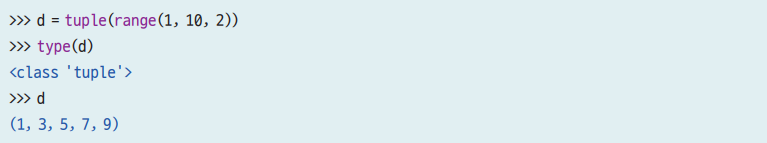 >>> d = tuple(range(1, 10, 2))
>>> type(d)
<class 'tuple'>
>>> d
(1, 3, 5, 7, 9)